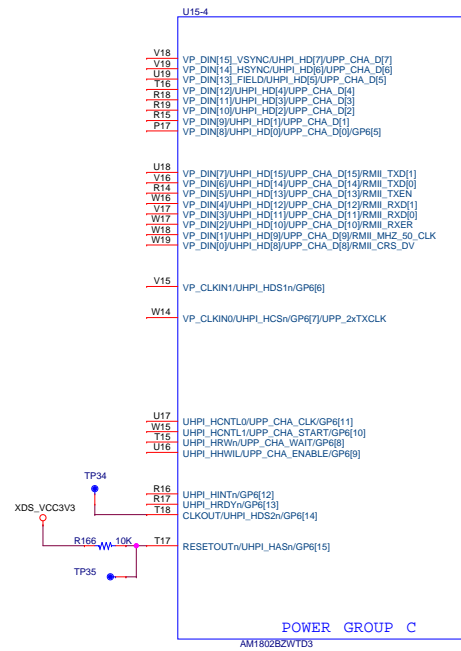 U15-4
V18 VP_DIN[15]_VSYNC/UHPI_HD[7]/UPP_CHA_D[7]
V19 VP_DIN[14]_HSYNC/UHPI_HD[6]/UPP_CHA_D[6]
U19 VP_DIN[13]_FIELD/UHPI_HD[5]/UPP_CHA_D[5]
T16 VP_DIN[12]/UHPI_HD[4]/UPP_CHA_D[4]
R18 VP_DIN[11]/UHPI_HD[3]/UPP_CHA_D[3]
R19 VP_DIN[10]/UHPI_HD[2]/UPP_CHA_D[2]
R15 VP_DIN[9]/UHPI_HD[1]/UPP_CHA_D[1]
P17 VP_DIN[8]/UHPI_HD[0]/UPP_CHA_D[0]/GP6[5]
U18 VP_DIN[7]/UHPI_HD[15]/UPP_CHA_D[15]/RMII_TXD[1]
V16 VP_DIN[6]/UHPI_HD[14]/UPP_CHA_D[14]/RMII_TXD[0]
R14 VP_DIN[5]/UHPI_HD[13]/UPP_CHA_D[13]/RMII_TXEN
W16 VP_DIN[4]/UHPI_HD[12]/UPP_CHA_D[12]/RMII_RXD[1]
V17 VP_DIN[3]/UHPI_HD[11]/UPP_CHA_D[11]/RMII_RXD[0]
W17 VP_DIN[2]/UHPI_HD[10]/UPP_CHA_D[10]/RMII_RXER
W18 VP_DIN[1]/UHPI_HD[9]/UPP_CHA_D[9]/RMII_MHZ_50_CLK
W19 VP_DIN[0]/UHPI_HD[8]/UPP_CHA_D[8]/RMII_CRS_DV
V15 VP_CLKIN1/UHPI_HDS1n/GP6[6]
W14 VP_CLKIN0/UHPI_HCSn/GP6[7]/UPP_2xTXCLK
U17 UHPI_HCNTL0/UPP_CHA_CLK/GP6[11]
W15 UHPI_HCNTL1/UPP_CHA_START/GP6[10]
T15 UHPI_HRWn/UPP_CHA_WAIT/GP6[8]
U16 UHPI_HHWIL/UPP_CHA_ENABLE/GP6[9]
TP34
R16 UHPI_HINTn/GP6[12]
R17 UHPI_HRDYn/GP6[13]
XDS_VCC3V3
T18 CLKOUT/UHPI_HDS2n/GP6[14]
R166 10K T17 RESETOUTn/UHPI_HASn/GP6[15]
TP35
POWER GROUP C
AM1802BZWTD3